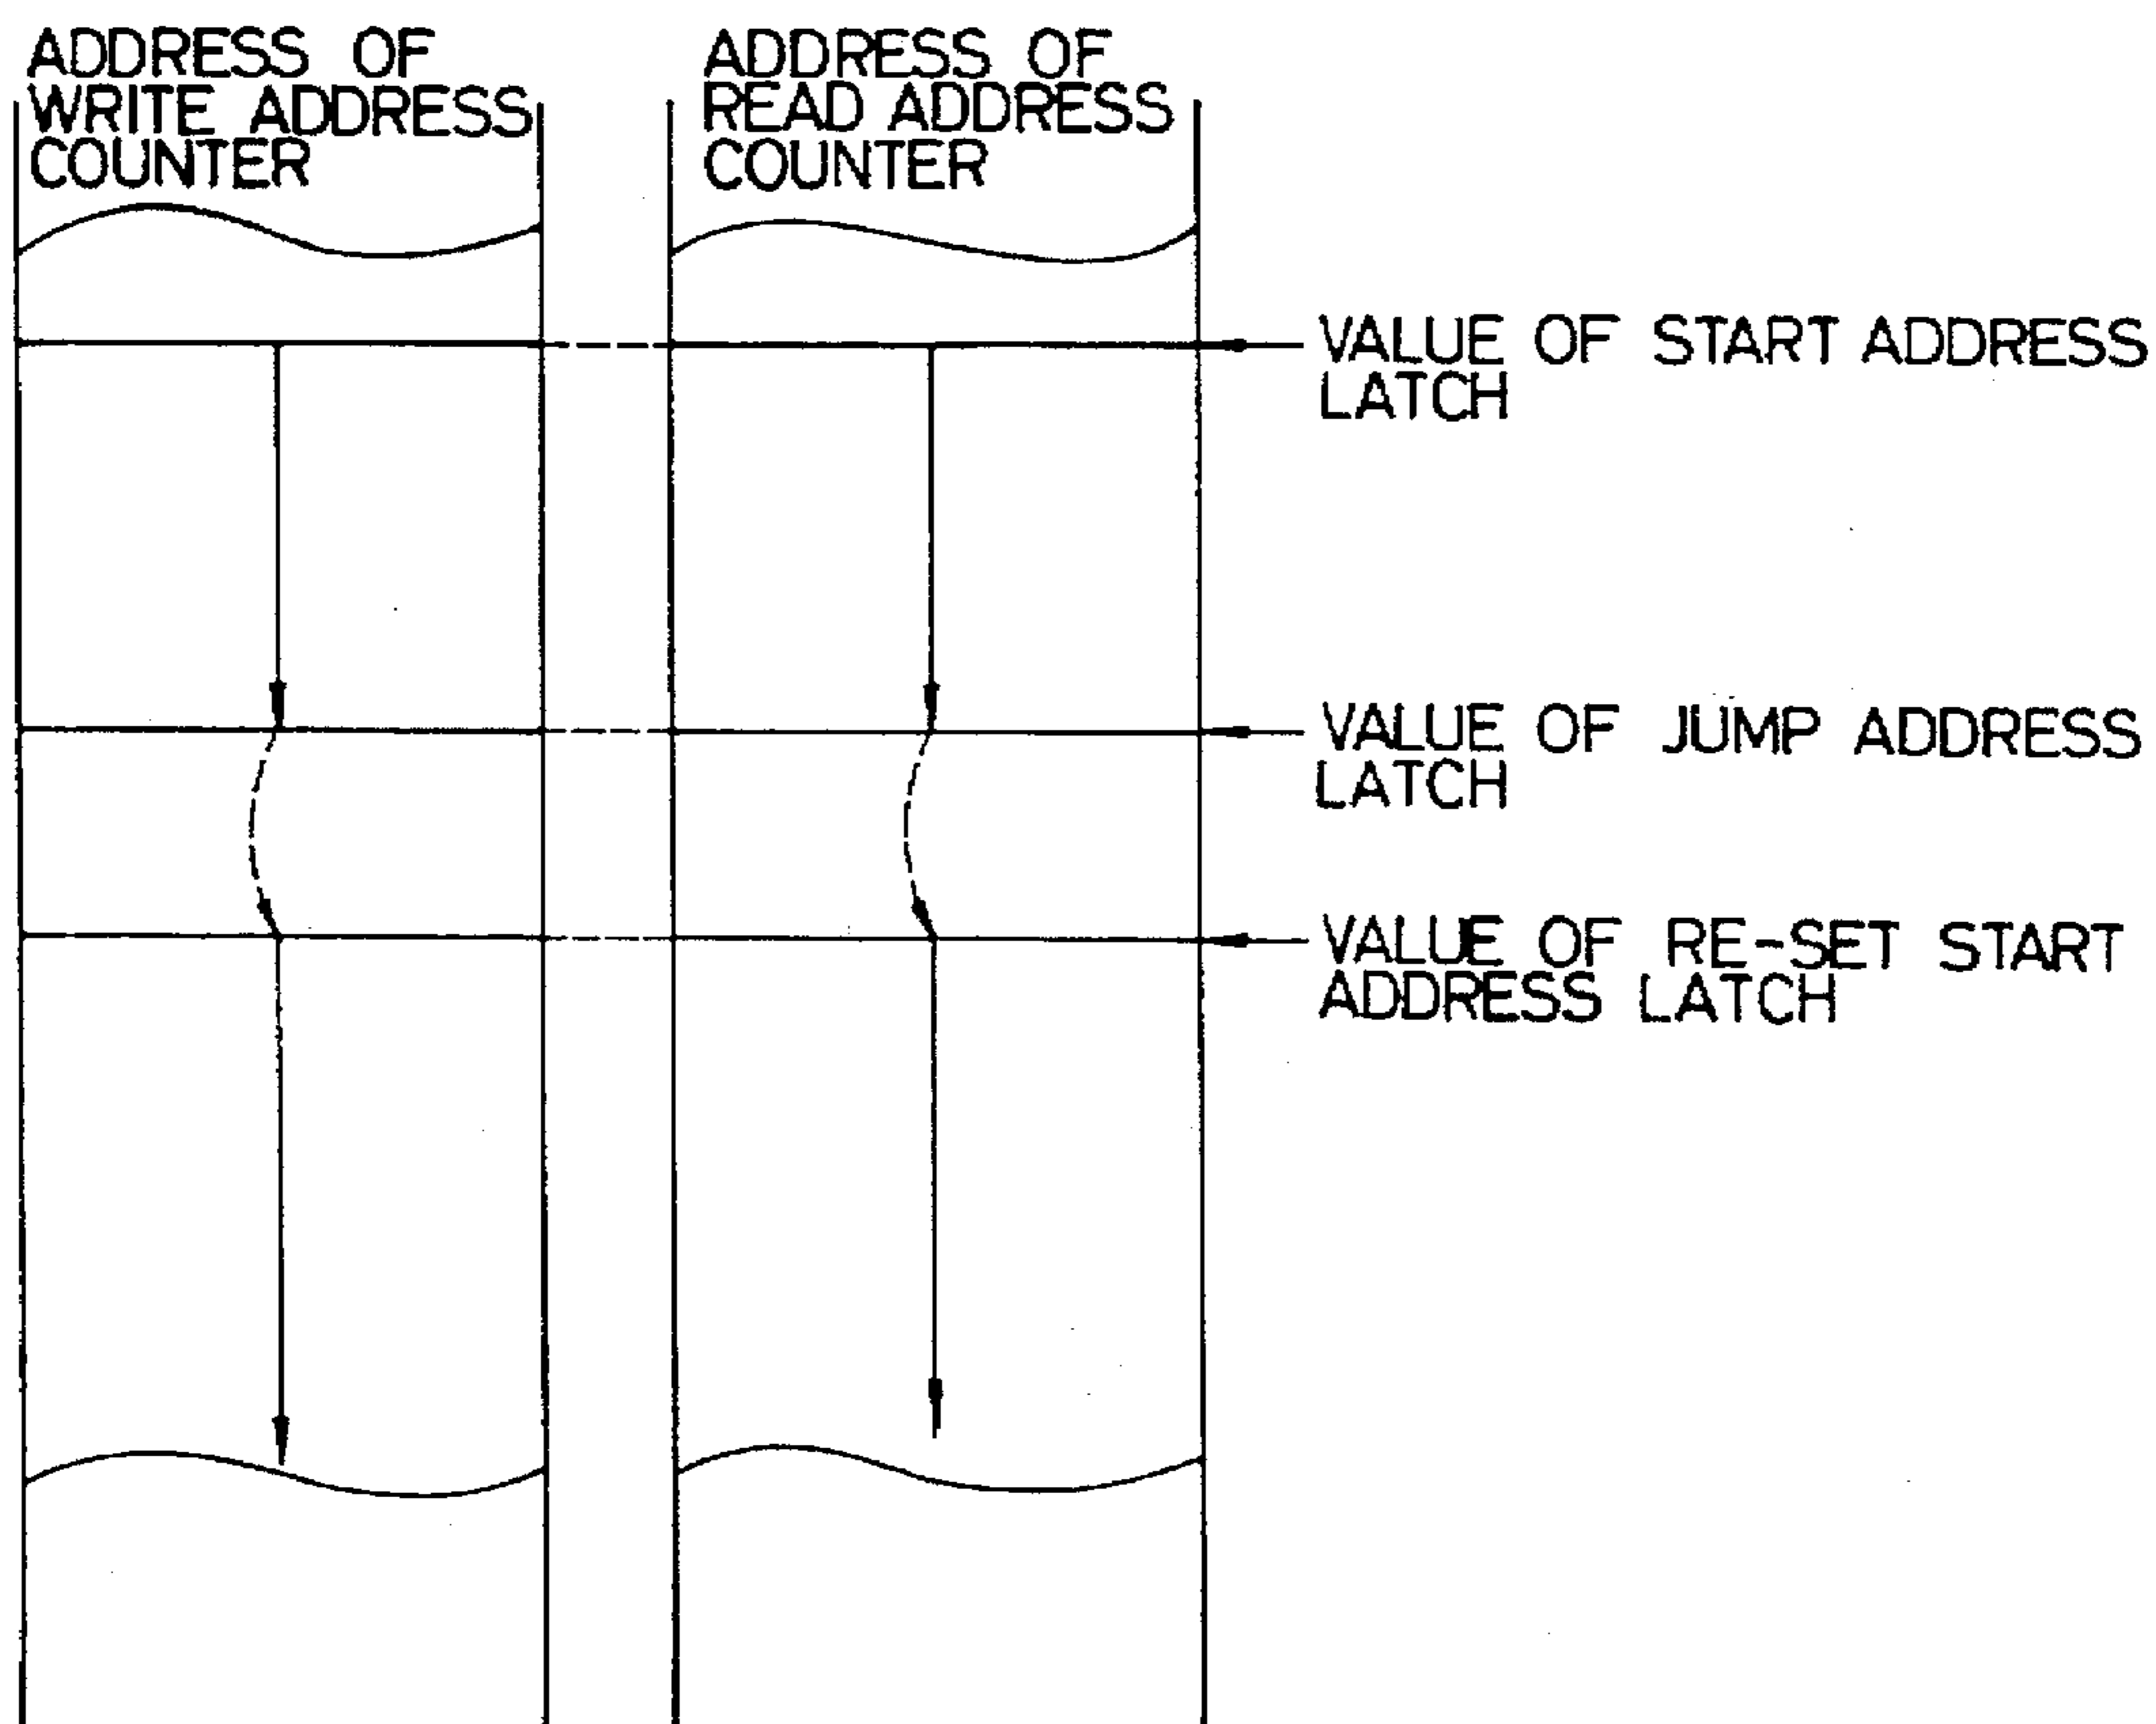 ADDRESS OF
WRITE ADDRESS
COUNTER
ADDRESS OF
READ ADDRESS
COUNTER
VALUE OF START ADDRESS
LATCH
VALUE OF JUMP ADDRESS
LATCH
VALUE OF RE-SET START
ADDRESS LATCH